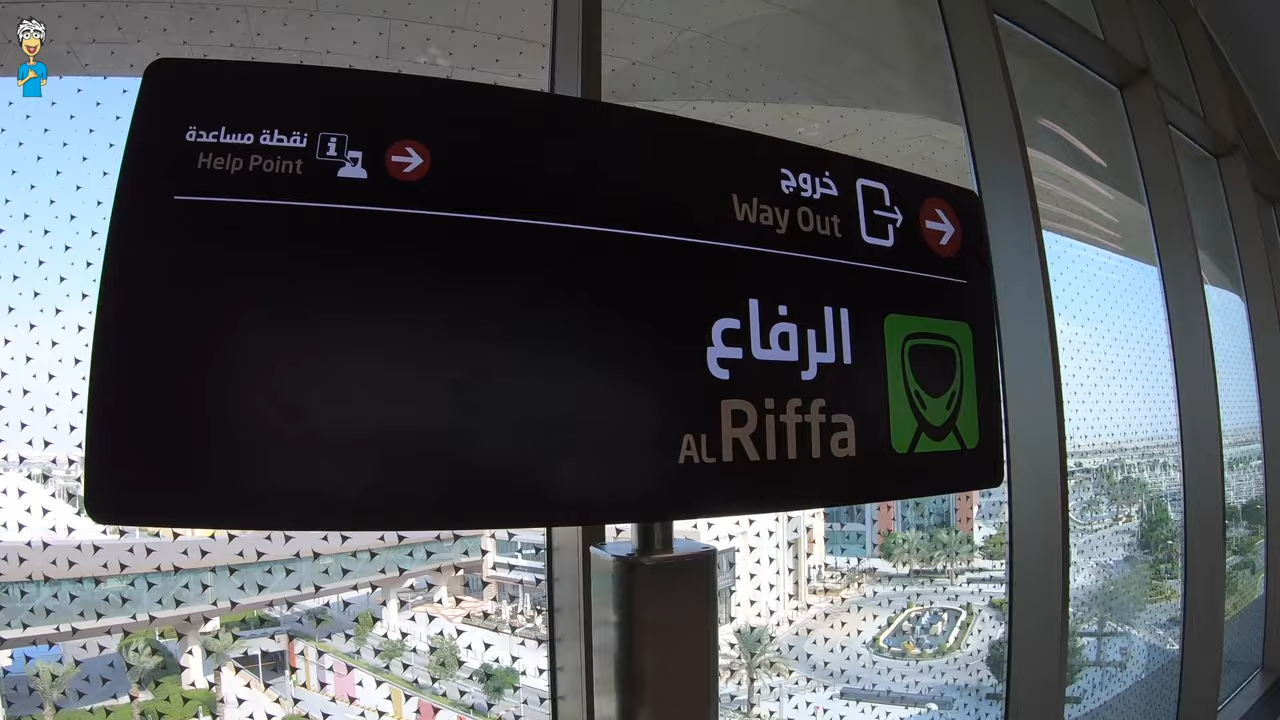 نقطة مساعدة
Help Point
خروج
Way Out
الرفاع
AL Riffa